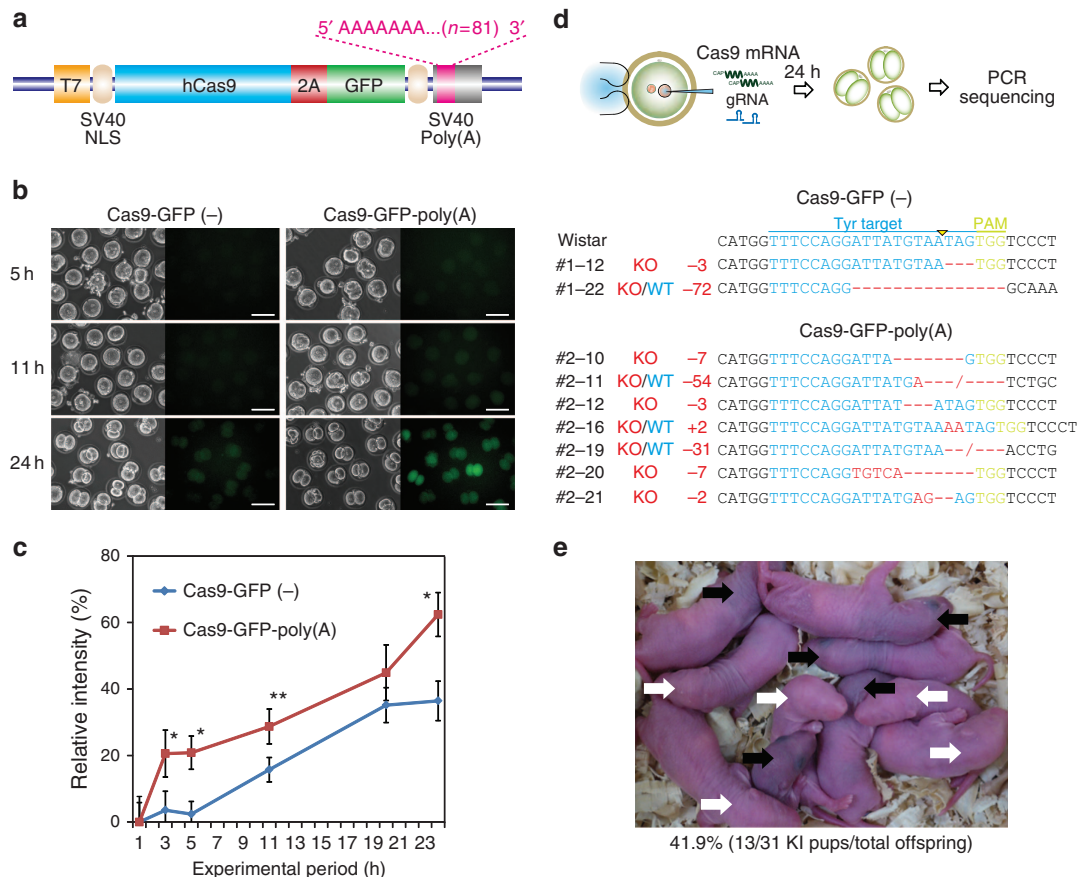 a
5′ AAAAAAA...(n=81) 3′
T7 hCas9 2A GFP
SV40 NLS
SV40 Poly(A)
b
Cas9-GFP (–) Cas9-GFP-poly(A)
5 h
11 h
24 h
c
80
60
40
20
0
Relative intensity (%)
Cas9-GFP (–)
Cas9-GFP-poly(A)
* * ** *
1 3 5 7 9 11 13 15 17 19 21 23
Experimental period (h)
d
Cas9 mRNA
CAP AAAA
CAP AAAA
gRNA
24 h
PCR
sequencing
Cas9-GFP (–)
Tyr target PAM
Wistar CATGGTTTCCAGGATTATGTAATAGTGGTCCCT
#1–12 KO –3 CATGGTTTCCAGGATTATGTAA---TGGTCCCT
#1–22 KO/WT –72 CATGGTTTCCAGG---------------GCAAA
Cas9-GFP-poly(A)
#2–10 KO –7 CATGGTTTCCAGGATTA-------GTGGTCCCT
#2–11 KO/WT –54 CATGGTTTCCAGGATTATGA---/----TCTGC
#2–12 KO –3 CATGGTTTCCAGGATTAT---ATAGTGGTCCCT
#2–16 KO/WT +2 CATGGTTTCCAGGATTATGTAAAATAGTGGTCCCT
#2–19 KO/WT –31 CATGGTTTCCAGGATTATGTAA--/---ACCTG
#2–20 KO –7 CATGGTTTCCAGGTGTCA-------TGGTCCCT
#2–21 KO –2 CATGGTTTCCAGGATTATGAG--AGTGGTCCCT
e
41.9% (13/31 KI pups/total offspring)